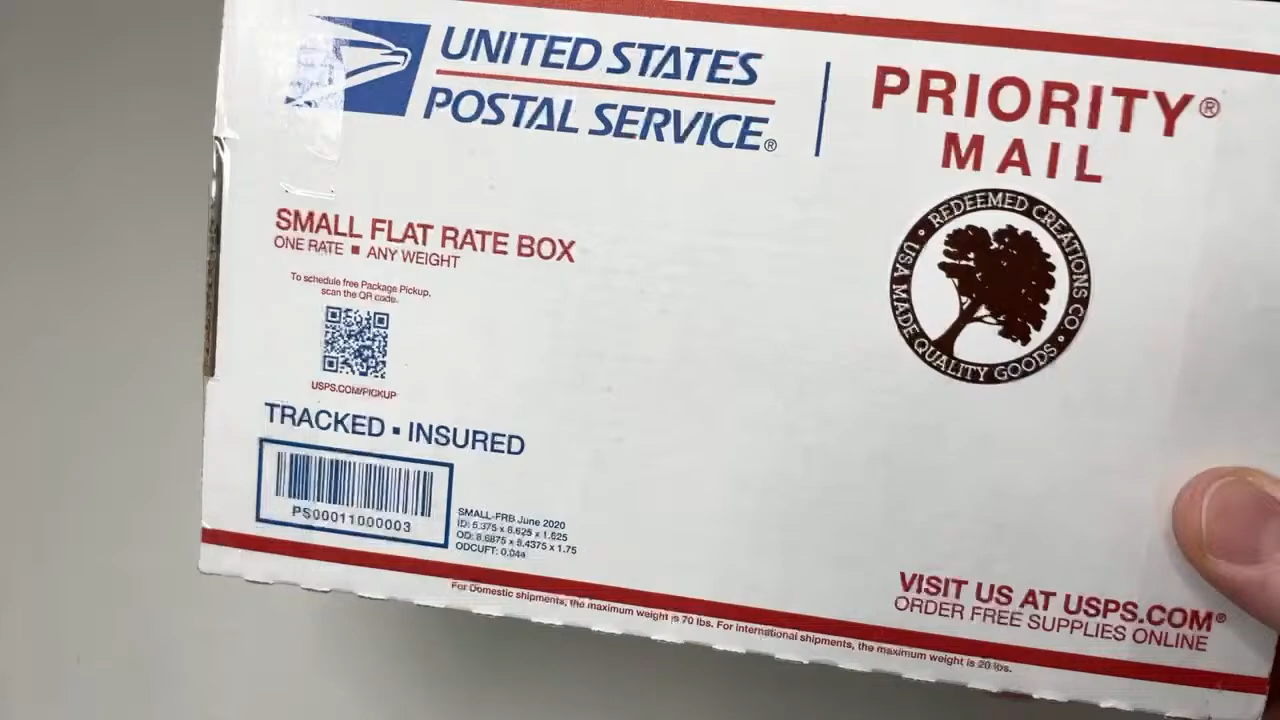 UNITED STATES
POSTAL SERVICE®
PRIORITY®
MAIL
REDEEMED CREATIONS CO. • USA MADE QUALITY GOODS •
SMALL FLAT RATE BOX
ONE RATE ▪ ANY WEIGHT
To schedule free Package Pickup,
scan the QR code.
USPS.COM/PICKUP
TRACKED ▪ INSURED
PS00011000003
SMALL-FRB June 2020
ID: 5.375 x 8.625 x 1.625
OD: 8.6875 x 5.4375 x 1.75
ODCUFT: 0.044
VISIT US AT USPS.COM®
ORDER FREE SUPPLIES ONLINE
For Domestic shipments, the maximum weight is 70 lbs. For international shipments, the maximum weight is 20 lbs.